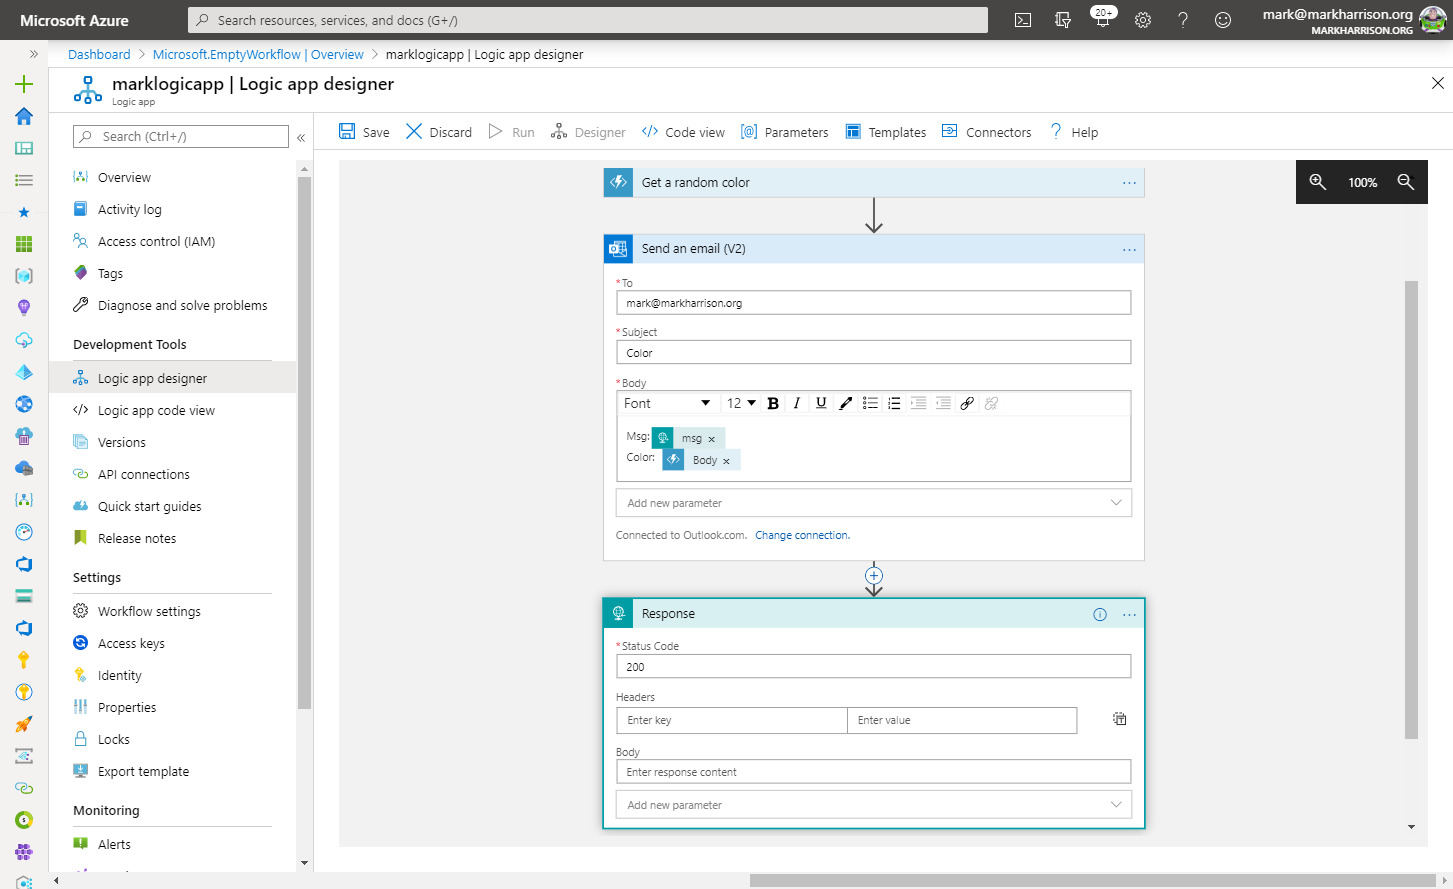 Microsoft Azure
Search resources, services, and docs (G+/)
20+
mark@markharrison.org
MARKHARRISON.ORG
Dashboard > Microsoft.EmptyWorkflow | Overview > marklogicapp | Logic app designer
marklogicapp | Logic app designer
Logic app
Search (Ctrl+/)
Overview
Activity log
Access control (IAM)
Tags
Diagnose and solve problems
Development Tools
Logic app designer
Logic app code view
Versions
API connections
Quick start guides
Release notes
Settings
Workflow settings
Access keys
Identity
Properties
Locks
Export template
Monitoring
Alerts
Save Discard Run Designer Code view Parameters Templates Connectors Help
100%
Get a random color
Send an email (V2)
*To
mark@markharrison.org
*Subject
Color
*Body
Font 12 B I U
Msg: msg ×
Color: Body ×
Add new parameter
Connected to Outlook.com. Change connection.
Response
*Status Code
200
Headers
Enter key Enter value
Body
Enter response content
Add new parameter